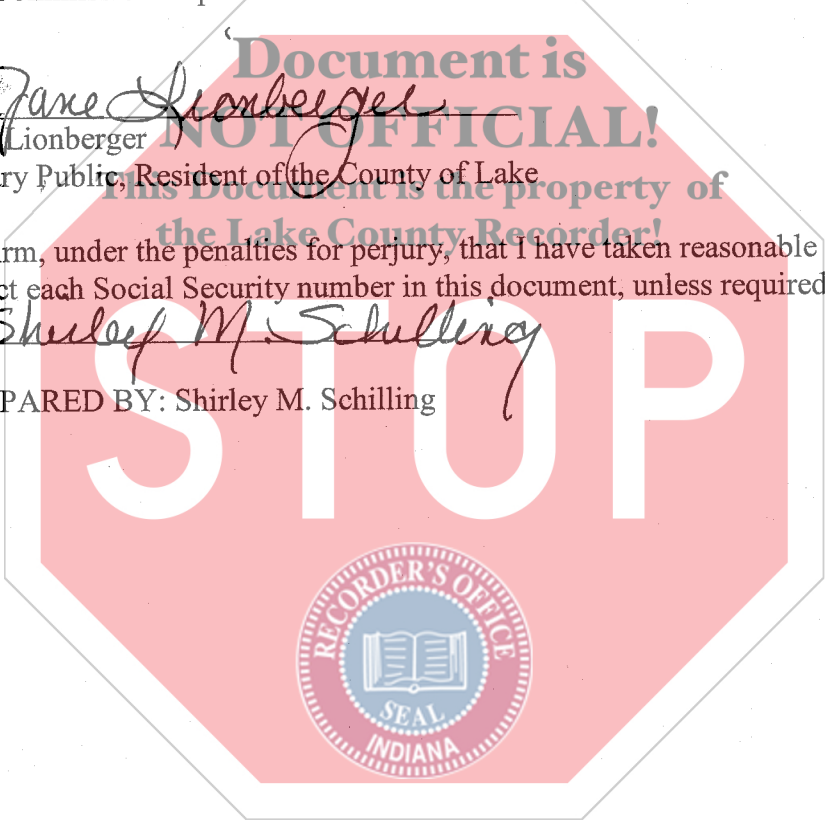 Document is
Jane Lionberger
NOT OFFICIAL!
Lionberger
ry Public, Resident of the County of Lake
This Document is the property of
the Lake County Recorder!
rm, under the penalties for perjury, that I have taken reasonable
ct each Social Security number in this document, unless required
Shirley M. Schilling
PARED BY: Shirley M. Schilling
STOP
RECORDER'S OFFICE
SEAL
INDIANA